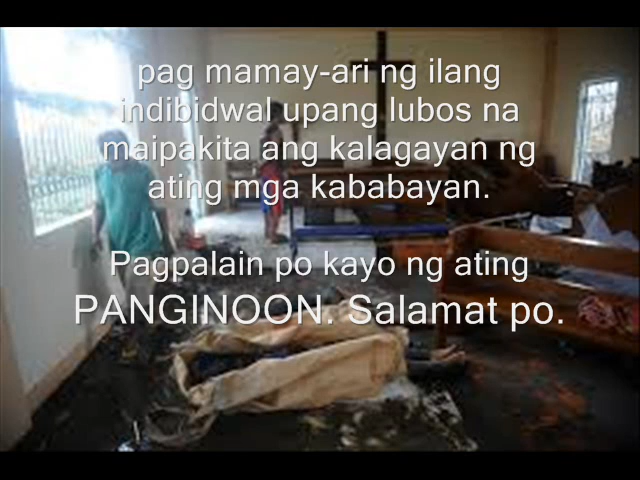 pag mamay-ari ng ilang
indibidwal upang lubos na
maipakita ang kalagayan ng
ating mga kababayan.
Pagpalain po kayo ng ating
PANGINOON. Salamat po.